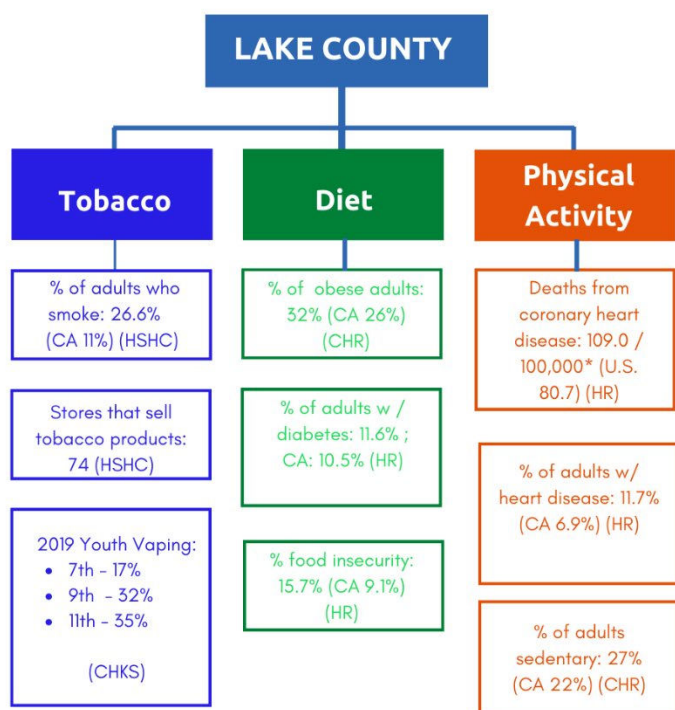 LAKE COUNTY
Tobacco
% of adults who
smoke: 26.6%
(CA 11%) (HSHC)
Stores that sell
tobacco products:
74 (HSHC)
2019 Youth Vaping:
• 7th - 17%
• 9th - 32%
• 11th - 35%
(CHKS)
Diet
% of obese adults:
32% (CA 26%)
(CHR)
% of adults w /
diabetes: 11.6% ;
CA: 10.5% (HR)
% food insecurity:
15.7% (CA 9.1%)
(HR)
Physical
Activity
Deaths from
coronary heart
disease: 109.0 /
100,000* (U.S.
80.7) (HR)
% of adults w/
heart disease: 11.7%
(CA 6.9%) (HR)
% of adults
sedentary: 27%
(CA 22%) (CHR)